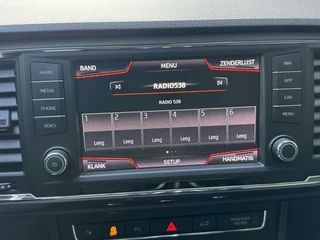 BAND MENU ZENDERLIJST
RADIO538
RADIO 538
1 2 3 4 5 6
Leeg Leeg Leeg Leeg Leeg Leeg
KLANK SETUP HANDMATIG
RADIO
MEDIA
PHONE
VOICE
NAV
APP
CAR
MENU